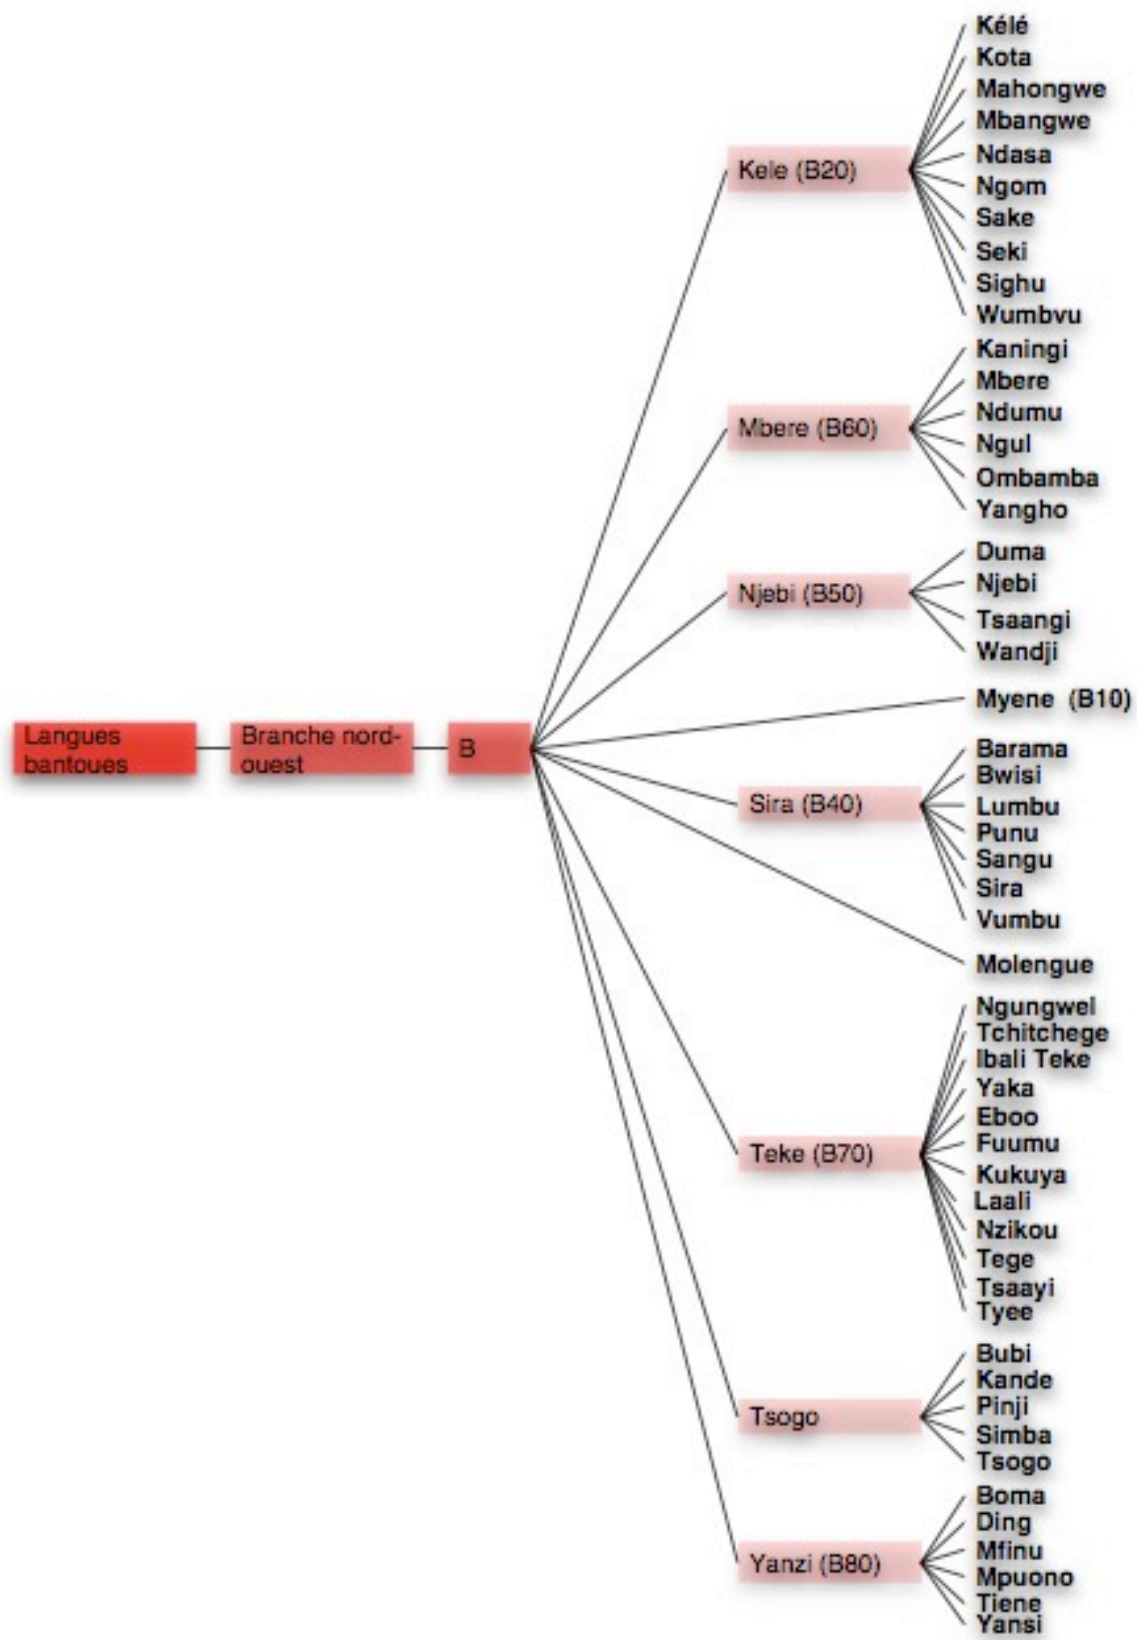 Langues
bantoues
Branche nord-
ouest
B
Kele (B20)
Kélé
Kota
Mahongwe
Mbangwe
Ndasa
Ngom
Sake
Seki
Sighu
Wumbvu
Mbere (B60)
Kaningi
Mbere
Ndumu
Ngul
Ombamba
Yangho
Njebi (B50)
Duma
Njebi
Tsaangi
Wandji
Myene (B10)
Sira (B40)
Barama
Bwisi
Lumbu
Punu
Sangu
Sira
Vumbu
Molengue
Teke (B70)
Ngungwel
Tchitchege
Ibali Teke
Yaka
Eboo
Fuumu
Kukuya
Laali
Nzikou
Tege
Tsaayi
Tyee
Tsogo
Bubi
Kande
Pinji
Simba
Tsogo
Yanzi (B80)
Boma
Ding
Mfinu
Mpuono
Tiene
Yansi